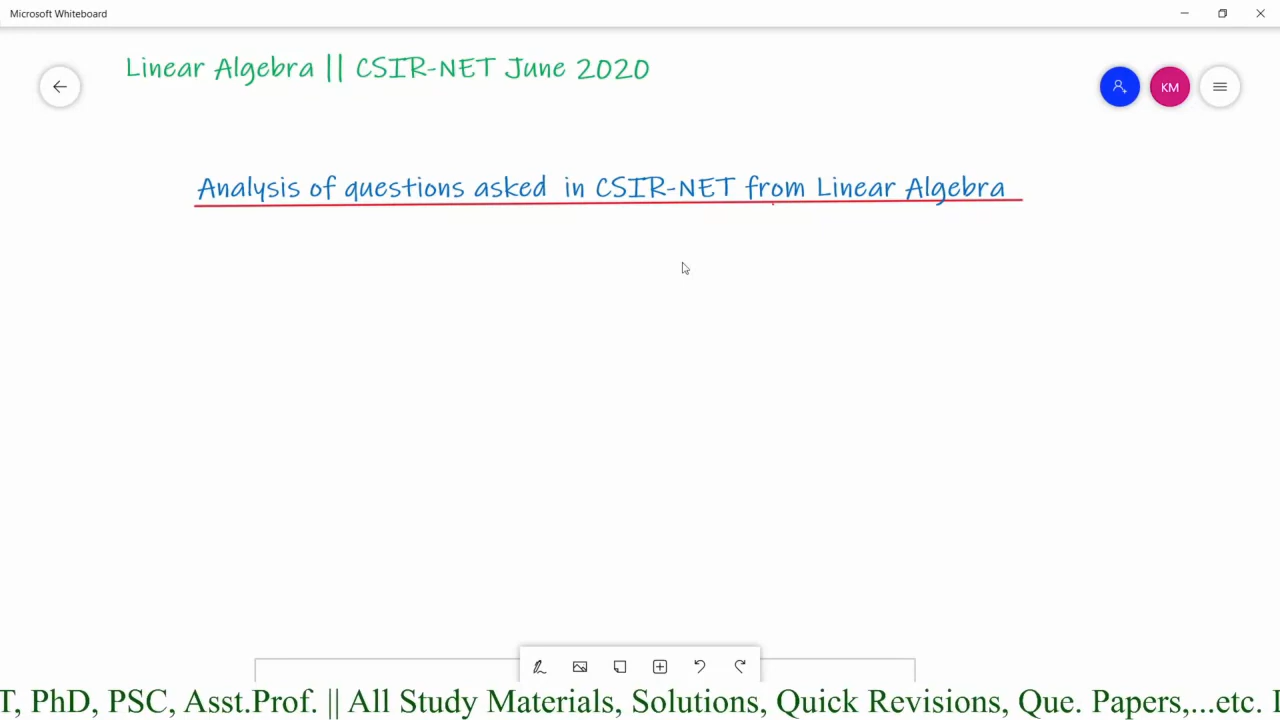 Microsoft Whiteboard
Linear Algebra || CSIR-NET June 2020
KM
Analysis of questions asked in CSIR-NET from Linear Algebra
T, PhD, PSC, Asst.Prof. || All Study Materials, Solutions, Quick Revisions, Que. Papers,...etc.